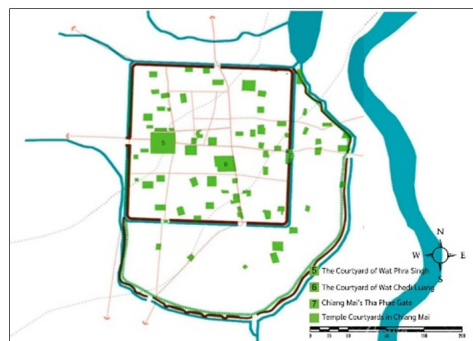 5
6
N
W
E
S
5 The Courtyard of Wat Phra Singh
6 The Courtyard of Wat Chedi Luang
7 Chiang Mai's Tha Phae Gate
Temple Courtyards in Chiang Mai